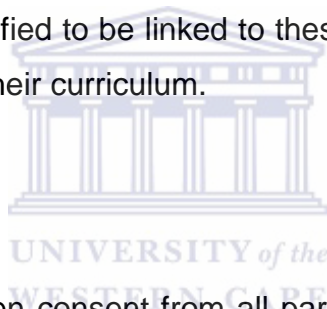 fied to be linked to thes
heir curriculum.
UNIVERSITY of the
WESTERN CAPE
on consent from all par